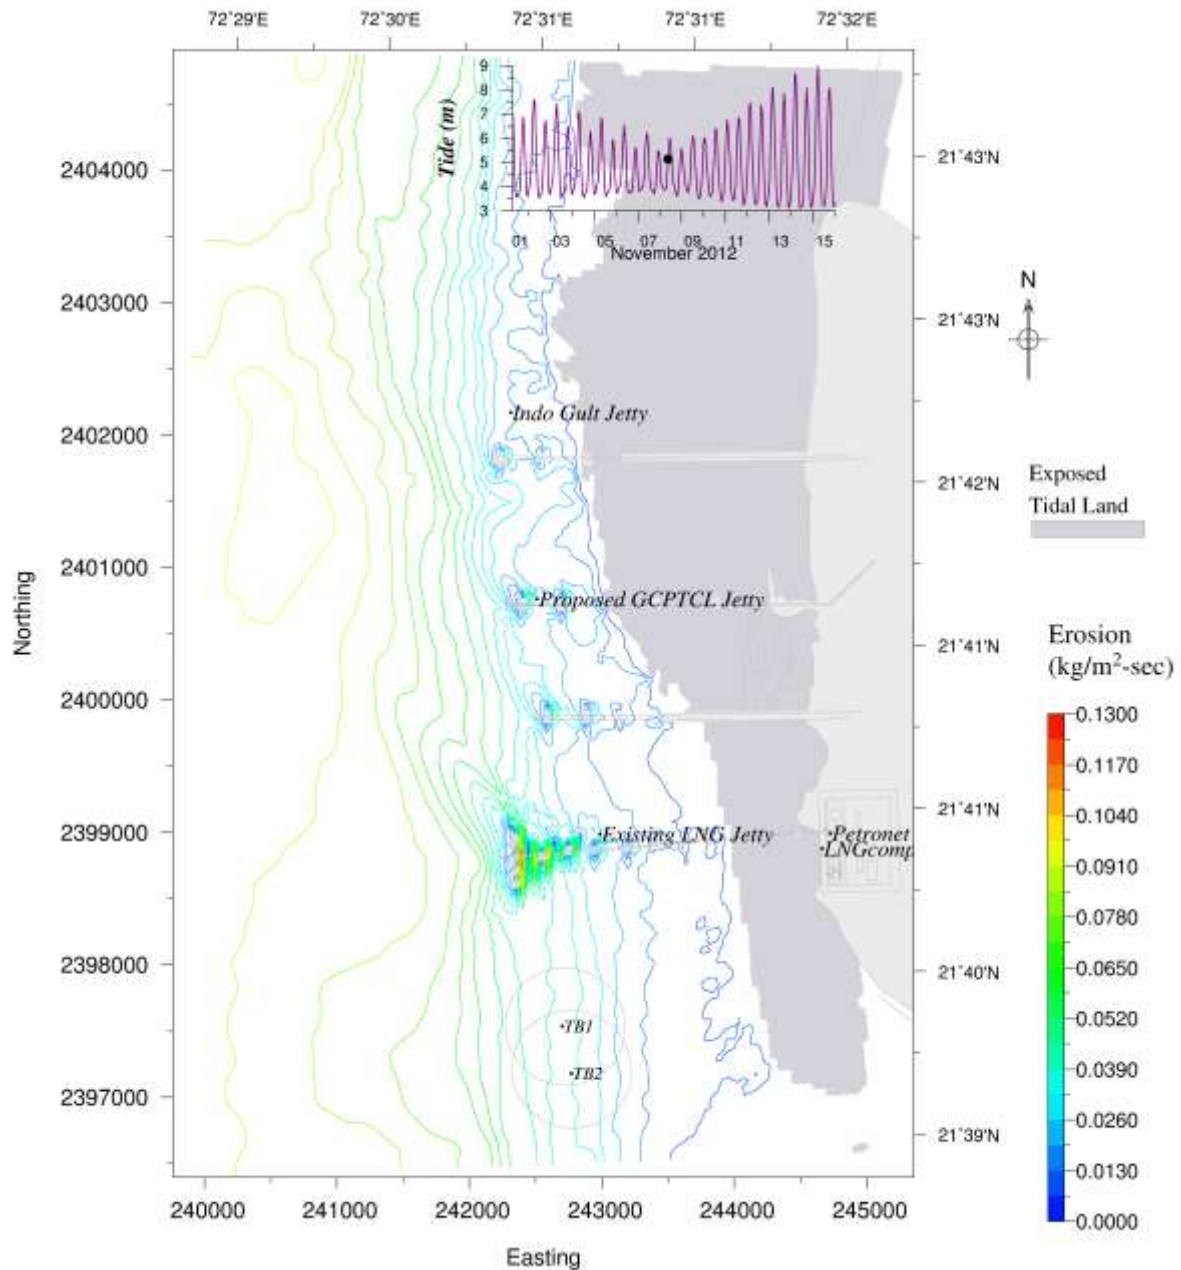 72°29'E 72°30'E 72°31'E 72°31'E 72°32'E
9
8
7
6
5
4
3
Tide (m)
01 03 05 07 09 11 13 15
November 2012
2404000
2403000
2402000
2401000
2400000
2399000
2398000
2397000
Northing
21°43'N
21°43'N
21°42'N
21°41'N
21°41'N
21°40'N
21°39'N
Indo Gult Jetty
Proposed GCPTCL Jetty
Existing LNG Jetty
Petronet
LNGcomp
TB1
TB2
240000 241000 242000 243000 244000 245000
Easting
N
Exposed
Tidal Land
Erosion
(kg/m²-sec)
0.1300
0.1170
0.1040
0.0910
0.0780
0.0650
0.0520
0.0390
0.0260
0.0130
0.0000